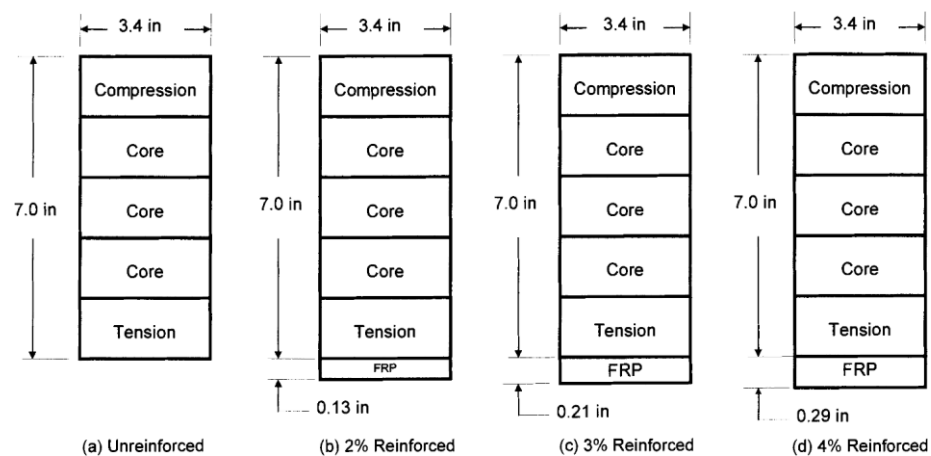 3.4 in
3.4 in
3.4 in
3.4 in
7.0 in
Compression
Core
Core
Core
Tension
7.0 in
Compression
Core
Core
Core
Tension
FRP
0.13 in
7.0 in
Compression
Core
Core
Core
Tension
FRP
0.21 in
7.0 in
Compression
Core
Core
Core
Tension
FRP
0.29 in
(a) Unreinforced
(b) 2% Reinforced
(c) 3% Reinforced
(d) 4% Reinforced